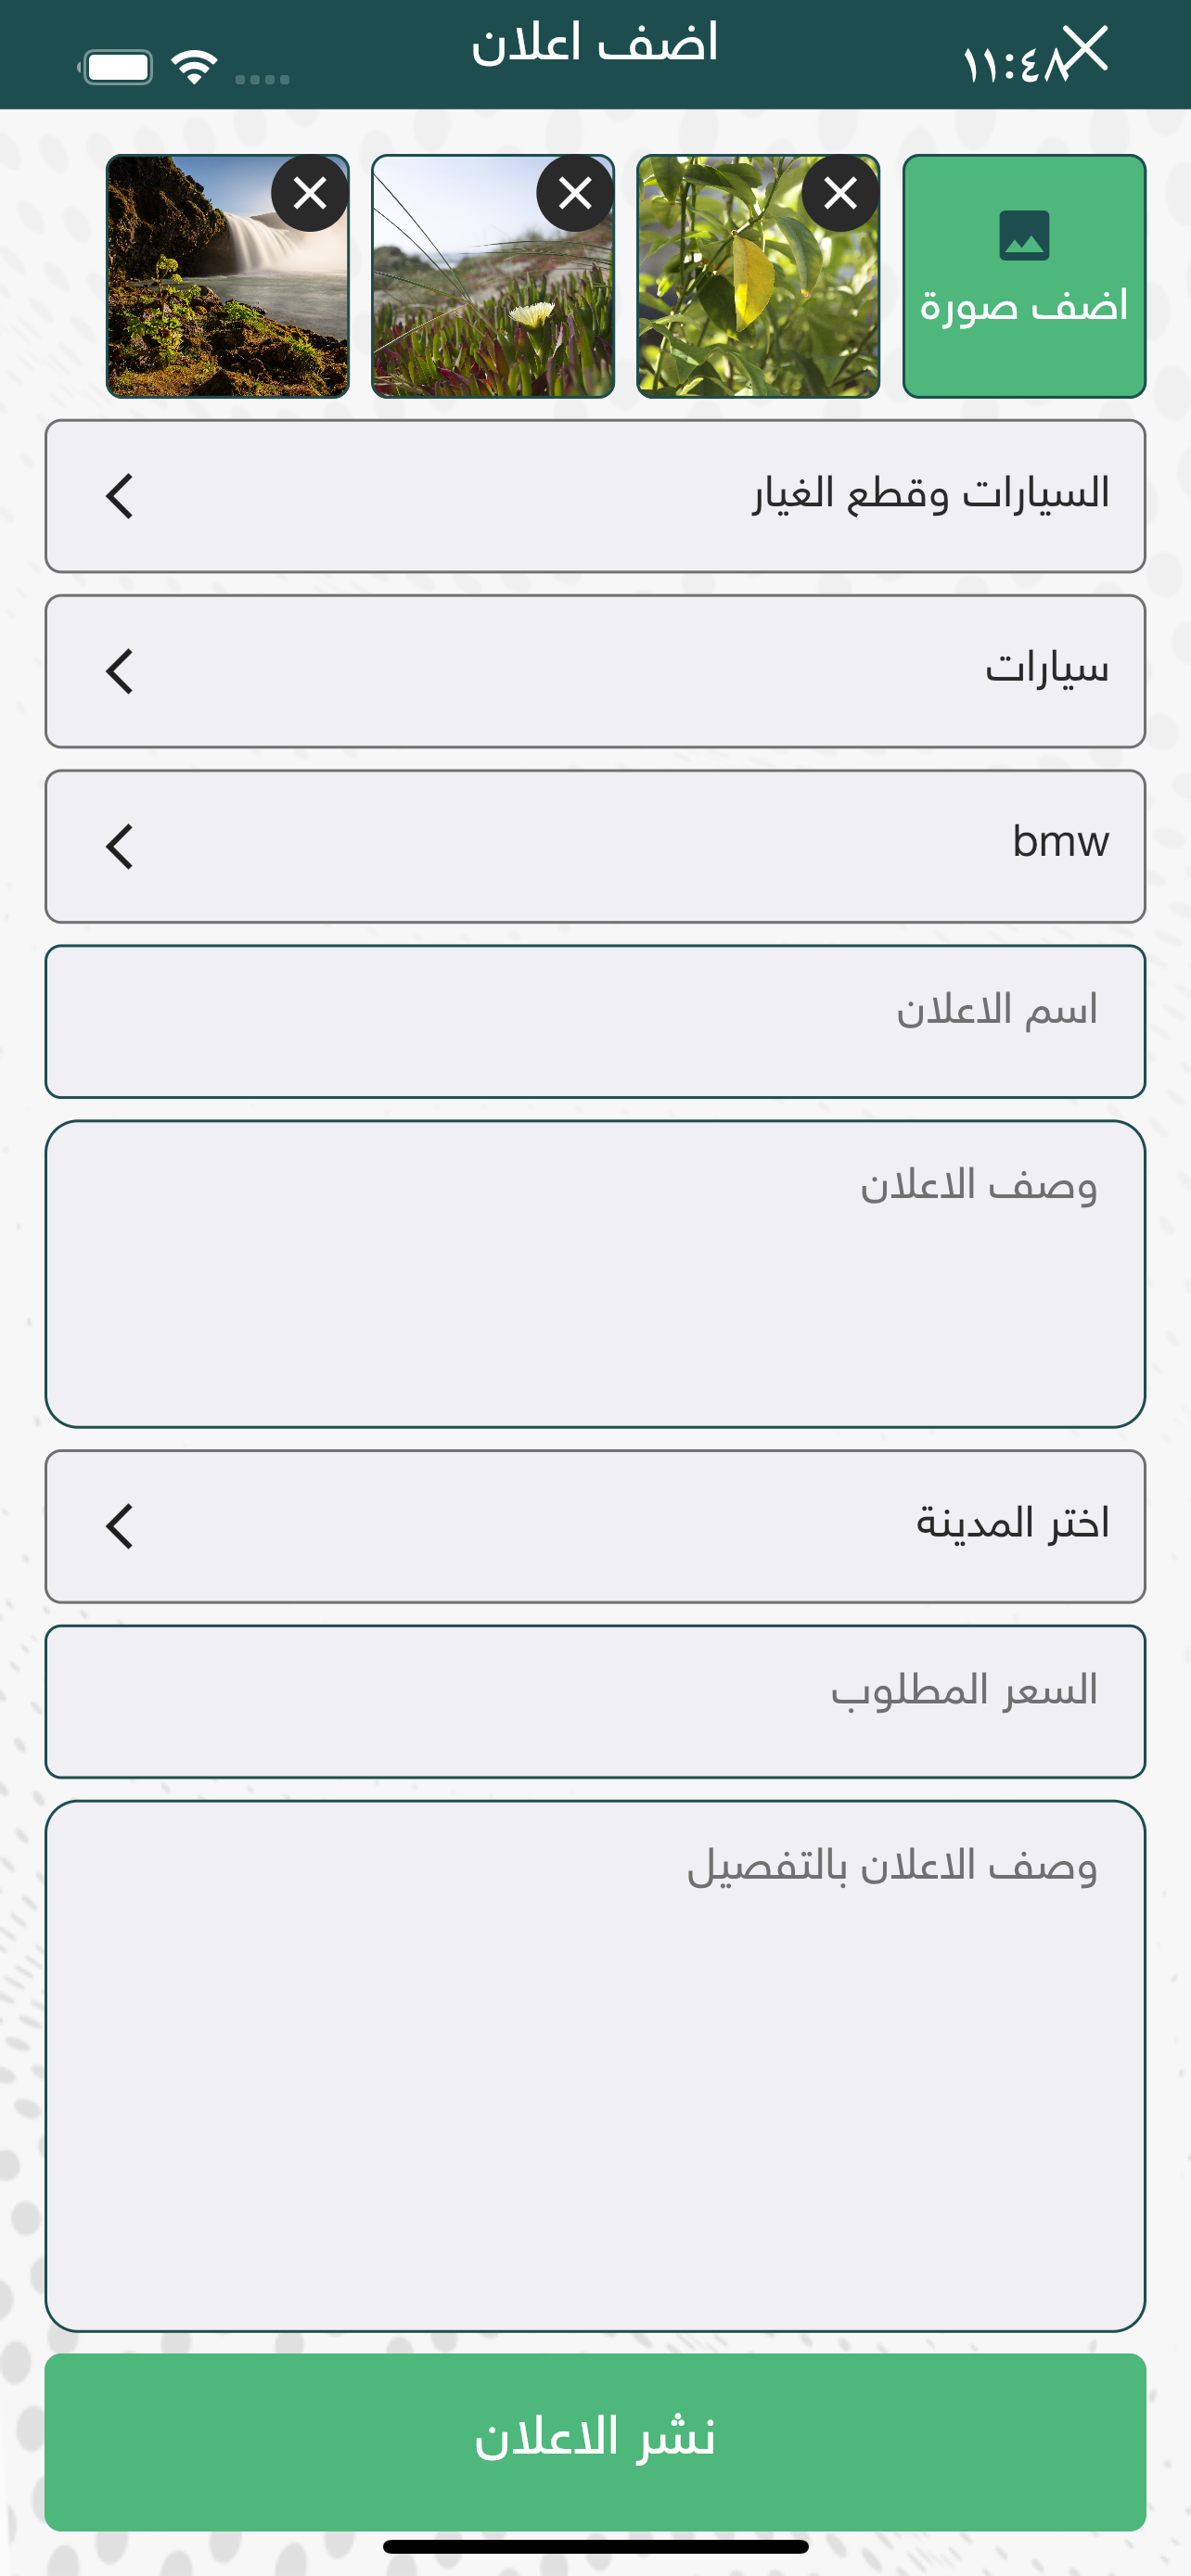 ١١:٤٨
اضف اعلان
اضف صورة
السيارات وقطع الغيار
سيارات
bmw
اسم الاعلان
وصف الاعلان
اختر المدينة
السعر المطلوب
وصف الاعلان بالتفصيل
نشر الاعلان